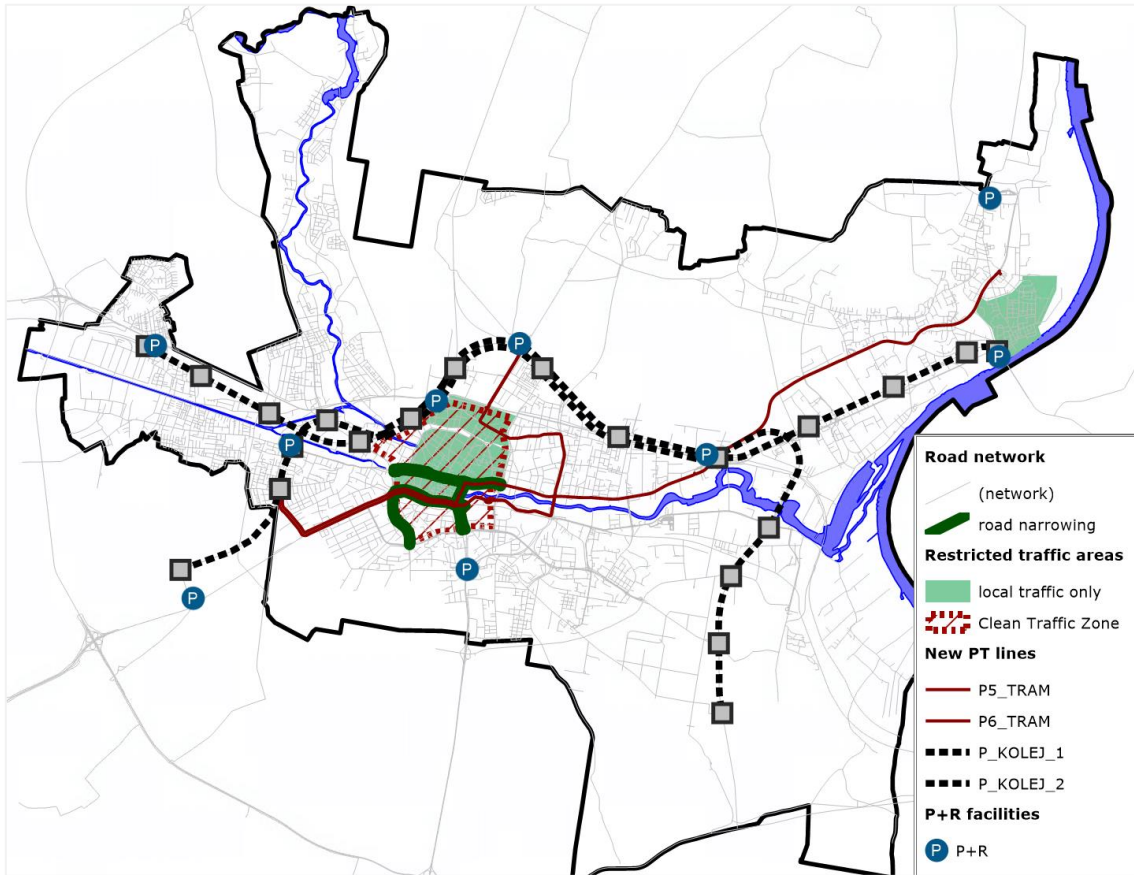 P
P
P
P
P
P
P
P
P
Road network
(network)
road narrowing
Restricted traffic areas
local traffic only
Clean Traffic Zone
New PT lines
P5_TRAM
P6_TRAM
P_KOLEJ_1
P_KOLEJ_2
P+R facilities
P P+R